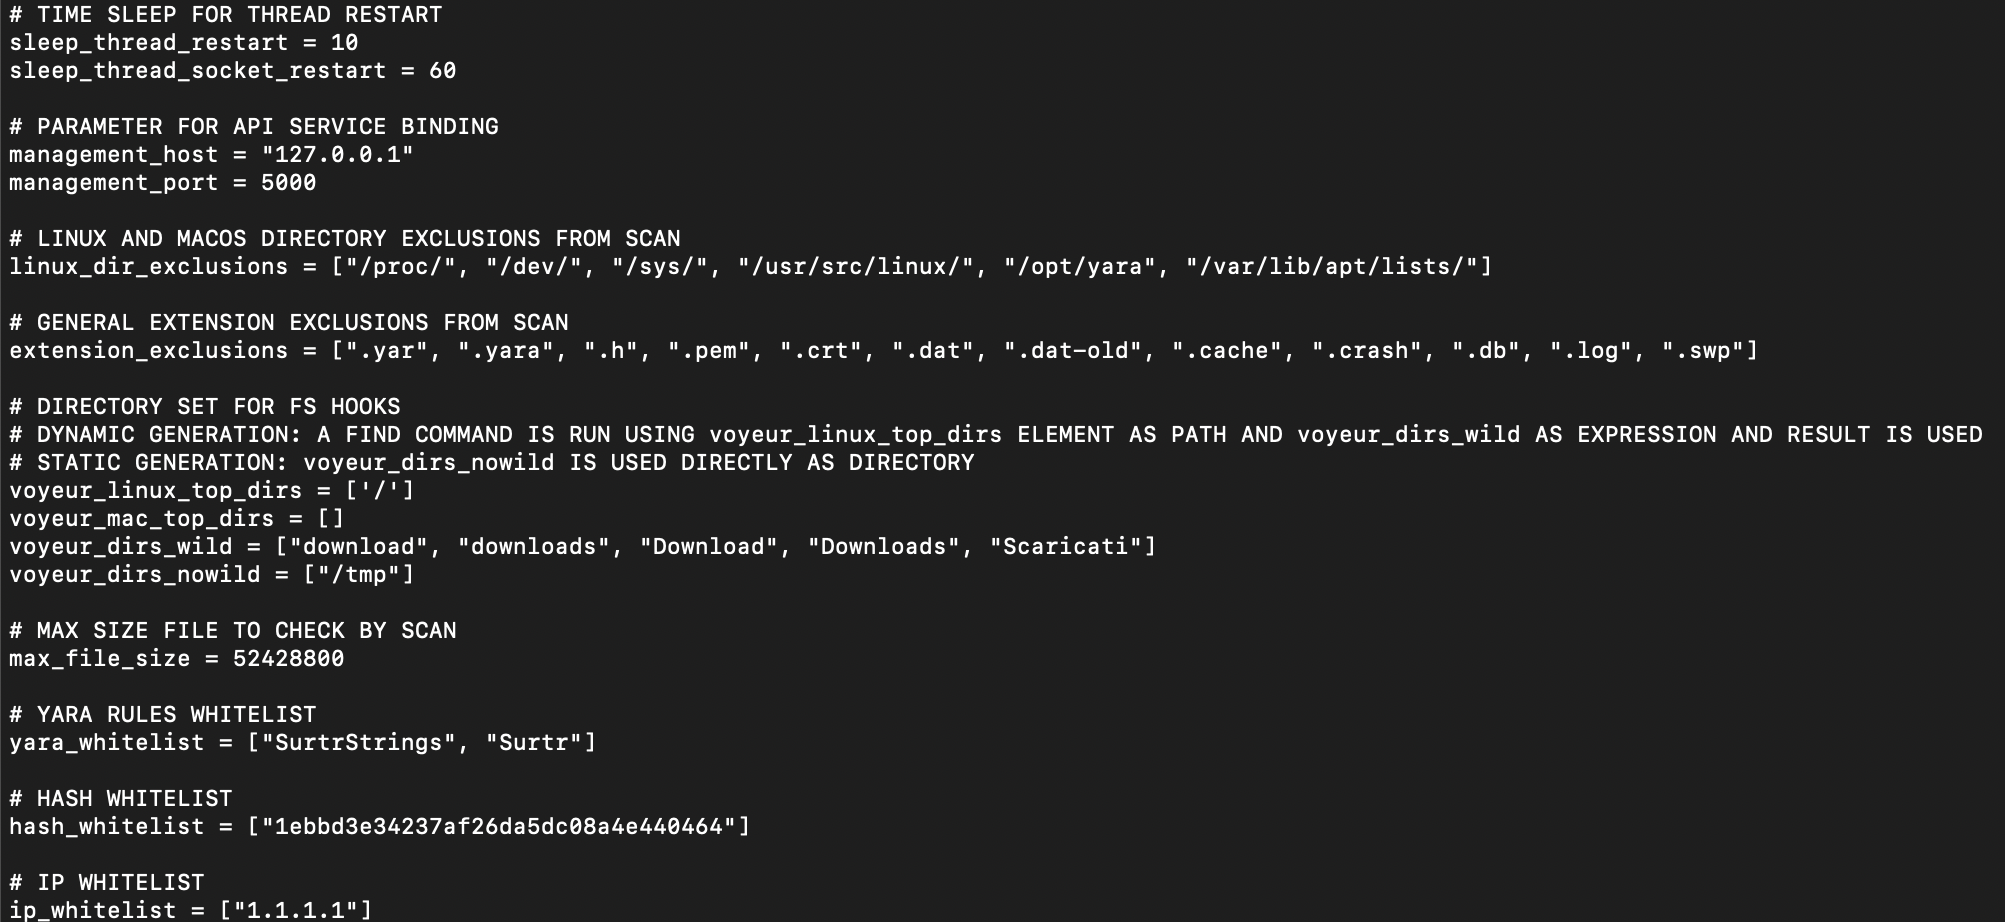 # TIME SLEEP FOR THREAD RESTART
sleep_thread_restart = 10
sleep_thread_socket_restart = 60
# PARAMETER FOR API SERVICE BINDING
management_host = "127.0.0.1"
management_port = 5000
# LINUX AND MACOS DIRECTORY EXCLUSIONS FROM SCAN
linux_dir_exclusions = ["/proc/", "/dev/", "/sys/", "/usr/src/linux/", "/opt/yara", "/var/lib/apt/lists/"]
# GENERAL EXTENSION EXCLUSIONS FROM SCAN
extension_exclusions = [".yar", ".yara", ".h", ".pem", ".crt", ".dat", ".dat-old", ".cache", ".crash", ".db", ".log", ".swp"]
# DIRECTORY SET FOR FS HOOKS
# DYNAMIC GENERATION: A FIND COMMAND IS RUN USING voyeur_linux_top_dirs ELEMENT AS PATH AND voyeur_dirs_wild AS EXPRESSION AND RESULT IS USED
# STATIC GENERATION: voyeur_dirs_nowild IS USED DIRECTLY AS DIRECTORY
voyeur_linux_top_dirs = ['/']
voyeur_mac_top_dirs = []
voyeur_dirs_wild = ["download", "downloads", "Download", "Downloads", "Scaricati"]
voyeur_dirs_nowild = ["/tmp"]
# MAX SIZE FILE TO CHECK BY SCAN
max_file_size = 52428800
# YARA RULES WHITELIST
yara_whitelist = ["SurtrStrings", "Surtr"]
# HASH WHITELIST
hash_whitelist = ["1ebbd3e34237af26da5dc08a4e440464"]
# IP WHITELIST
ip_whitelist = ["1.1.1.1"]